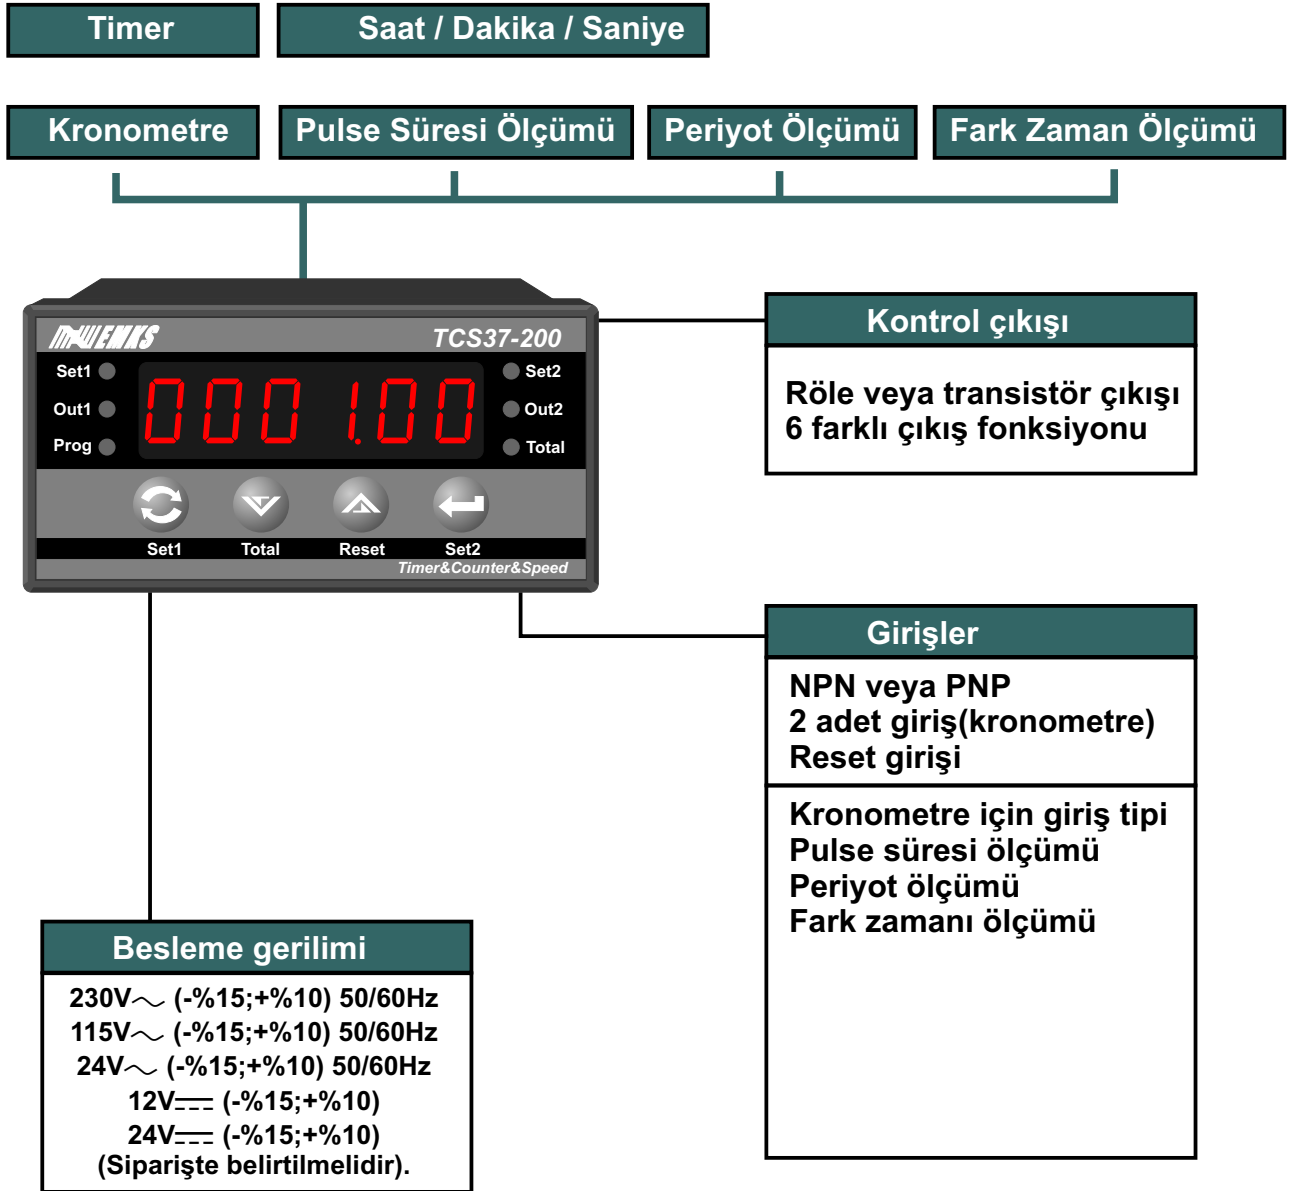 Timer
Saat / Dakika / Saniye
Kronometre
Pulse Süresi Ölçümü
Periyot Ölçümü
Fark Zaman Ölçümü
EMKS
TCS37-200
Set1
Out1
Prog
0001.00
Set2
Out2
Total
Set1
Total
Reset
Set2
Timer&Counter&Speed
Kontrol çıkışı
Röle veya transistör çıkışı
6 farklı çıkış fonksiyonu
Girişler
NPN veya PNP
2 adet giriş(kronometre)
Reset girişi
Kronometre için giriş tipi
Pulse süresi ölçümü
Periyot ölçümü
Fark zamanı ölçümü
Besleme gerilimi
230V~ (-%15;+%10) 50/60Hz
115V~ (-%15;+%10) 50/60Hz
24V~ (-%15;+%10) 50/60Hz
12V⎓ (-%15;+%10)
24V⎓ (-%15;+%10)
(Siparişte belirtilmelidir).